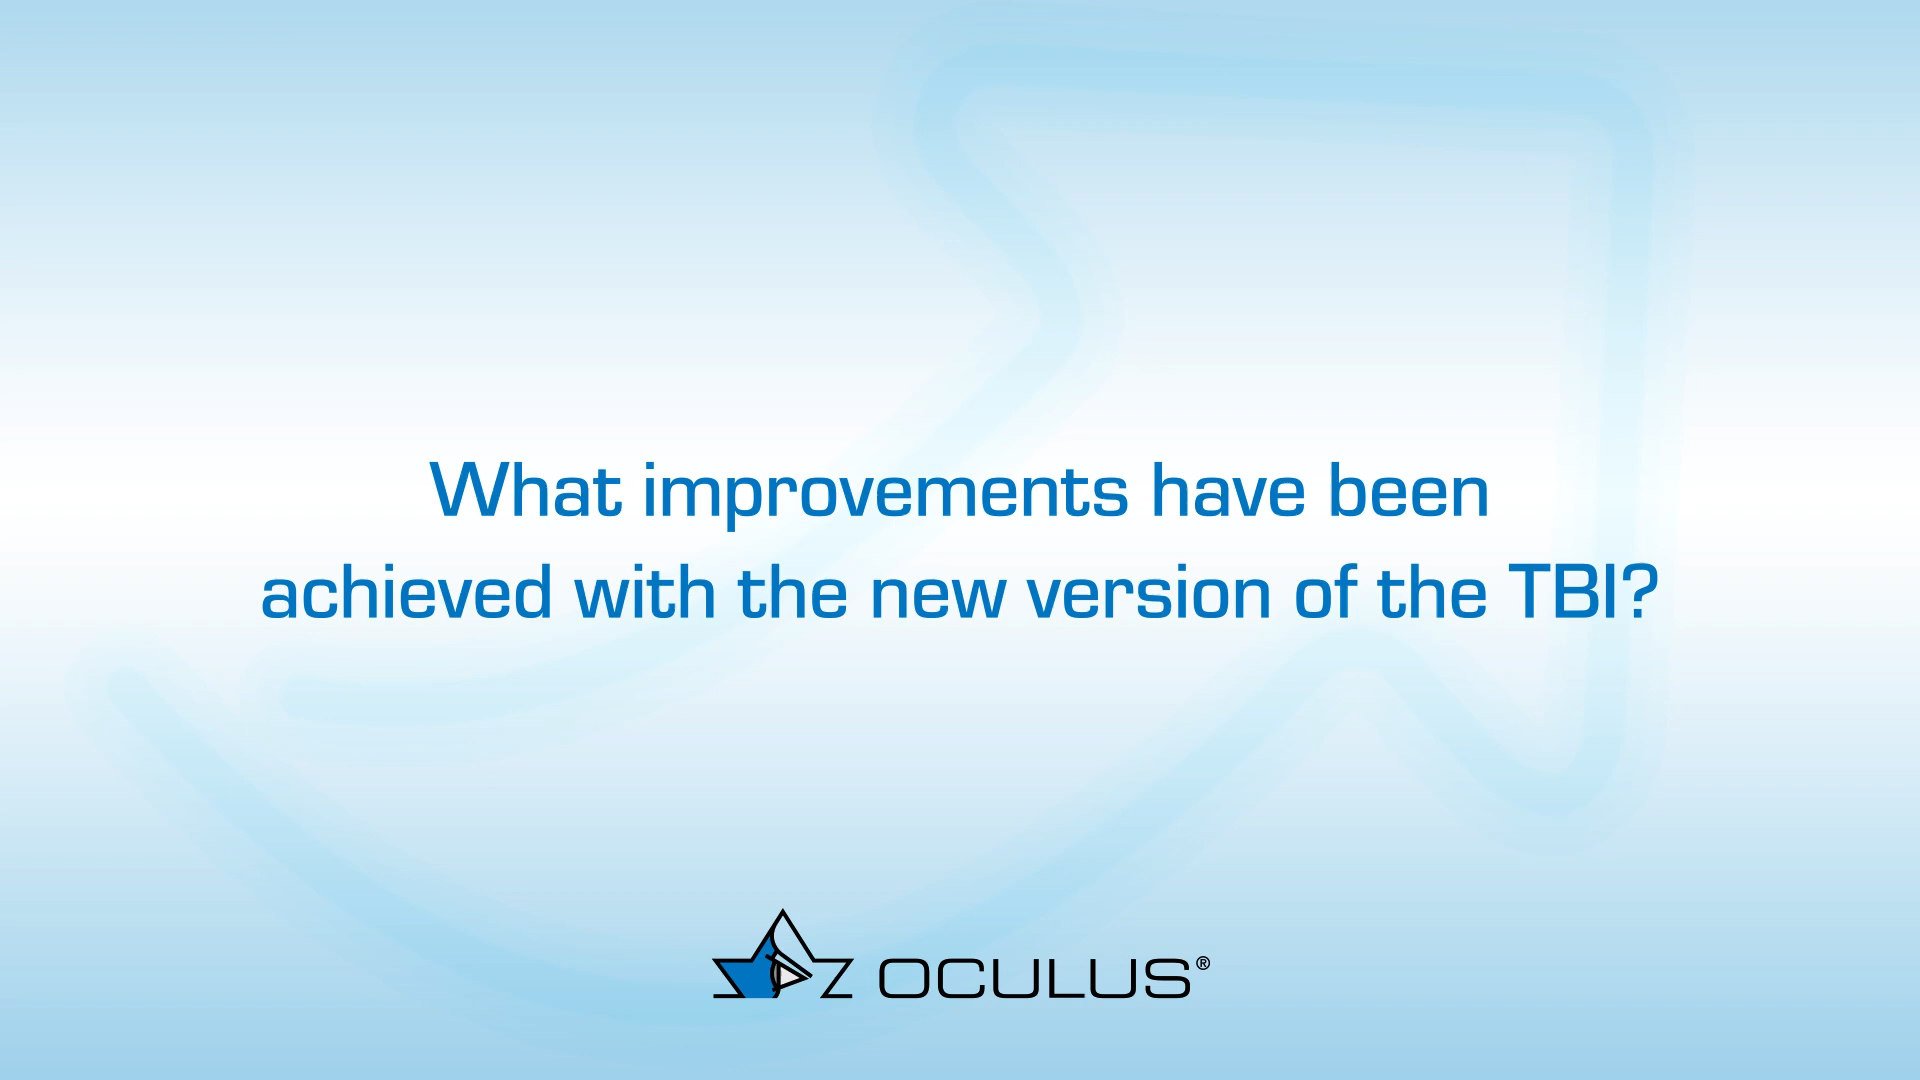 What improvements have been
achieved with the new version of the TBI?
OCULUS®